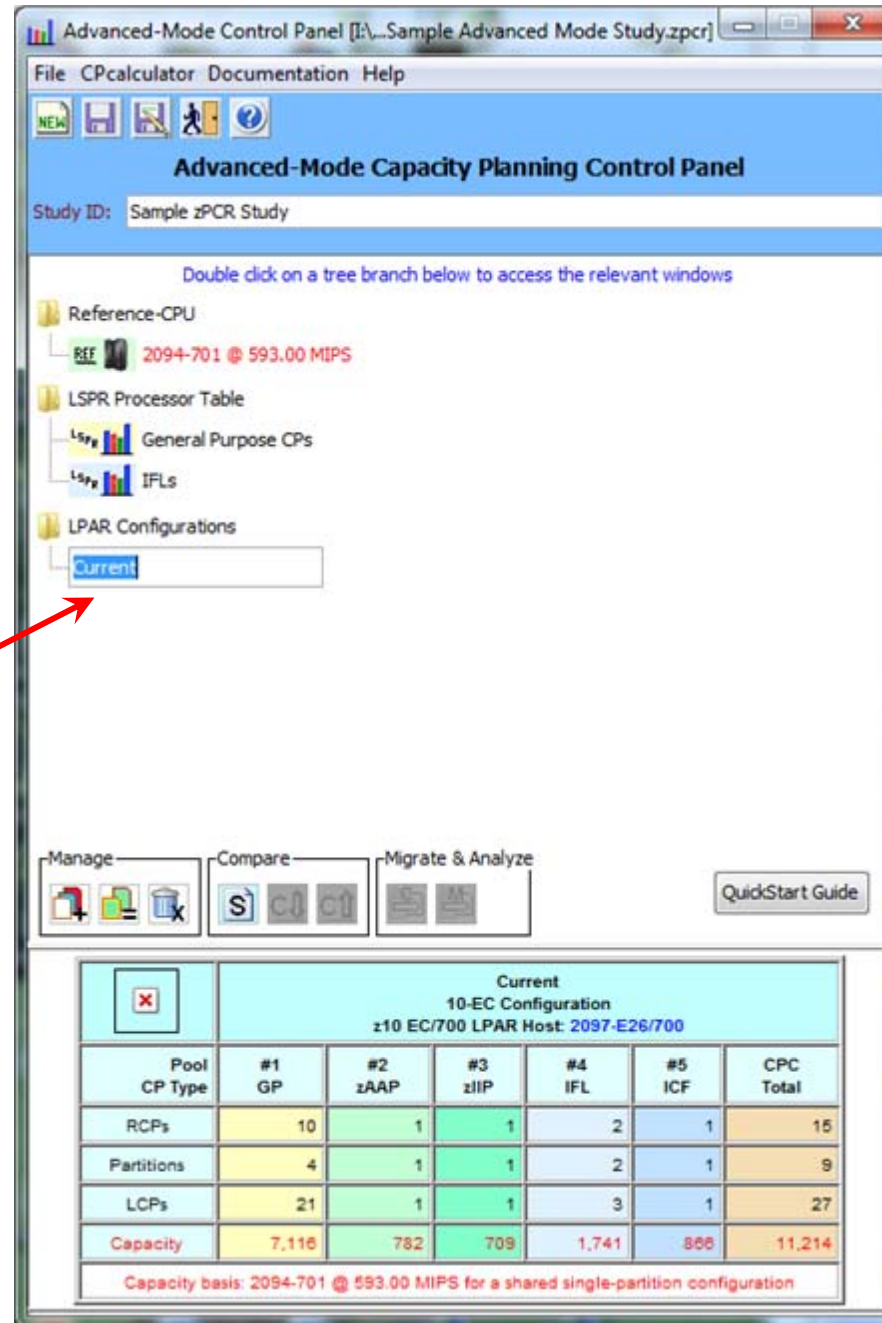 Advanced-Mode Control Panel [I:\...Sample Advanced Mode Study.zpcr]
File CPcalculator Documentation Help
NEW
Advanced-Mode Capacity Planning Control Panel
Study ID: Sample zPCR Study
Double click on a tree branch below to access the relevant windows
Reference-CPU
REF 2094-701 @ 593.00 MIPS
LSPR Processor Table
LSPR General Purpose CPs
LSPR IFLs
LPAR Configurations
Current
Manage Compare Migrate & Analyze
S C C QuickStart Guide
Current
10-EC Configuration
z10 EC/700 LPAR Host: 2097-E26/700
Pool #1 #2 #3 #4 #5 CPC
CP Type GP zAAP zIIP IFL ICF Total
RCPs 10 1 1 2 1 15
Partitions 4 1 1 2 1 9
LCPs 21 1 1 3 1 27
Capacity 7,116 782 709 1,741 866 11,214
Capacity basis: 2094-701 @ 593.00 MIPS for a shared single-partition configuration